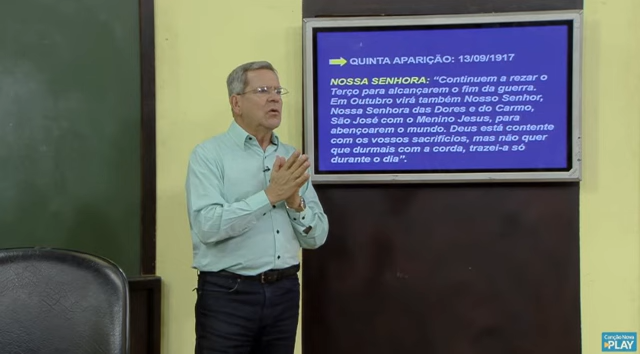 QUINTA APARIÇÃO: 13/09/1917
NOSSA SENHORA: “Continuem a rezar o
Terço para alcançarem o fim da guerra.
Em Outubro virá também Nosso Senhor,
Nossa Senhora das Dores e do Carmo,
São José com o Menino Jesus, para
abençoarem o mundo. Deus está contente
com os vossos sacrifícios, mas não quer
que durmais com a corda, trazei-a só
durante o dia”.
Canção Nova
PLAY